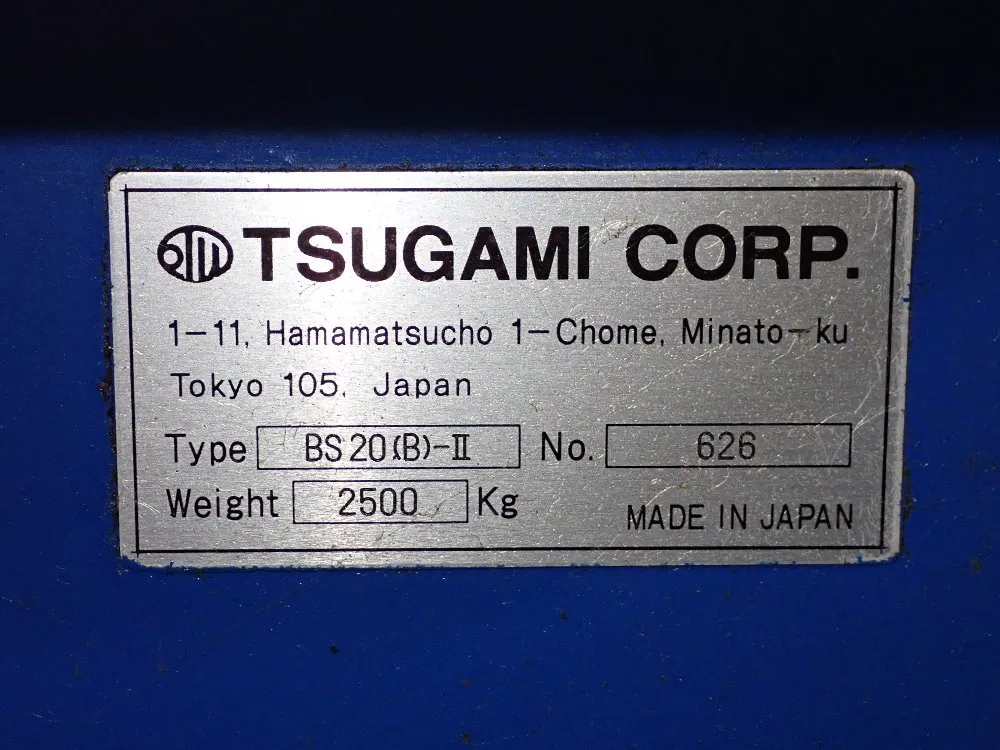 TSUGAMI CORP.
1-11, Hamamatsucho 1-Chome, Minato-ku
Tokyo 105, Japan
Type BS20(B)-II No. 626
Weight 2500 Kg
MADE IN JAPAN